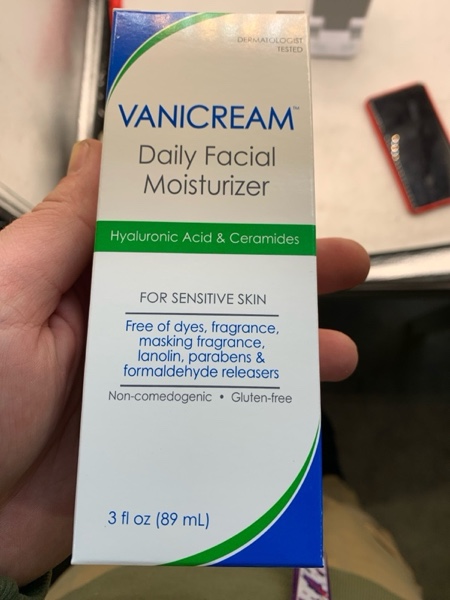 DERMATOLOGIST
TESTED
VANICREAM™
Daily Facial
Moisturizer
Hyaluronic Acid & Ceramides
FOR SENSITIVE SKIN
Free of dyes, fragrance,
masking fragrance,
lanolin, parabens &
formaldehyde releasers
Non-comedogenic • Gluten-free
3 fl oz (89 mL)